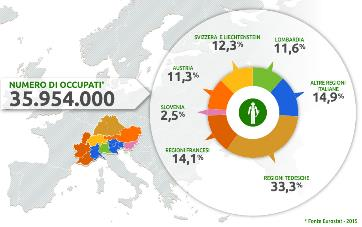 SVIZZERA E LIECHTENSTEIN
12,3%
LOMBARDIA
11,6%
AUSTRIA
11,3%
ALTRE REGIONI
ITALIANE
14,9%
NUMERO DI OCCUPATI*
35.954.000
SLOVENIA
2,5%
REGIONI FRANCESI
14,1%
REGIONI TEDESCHE
33,3%
* Fonte Eurostat - 2015